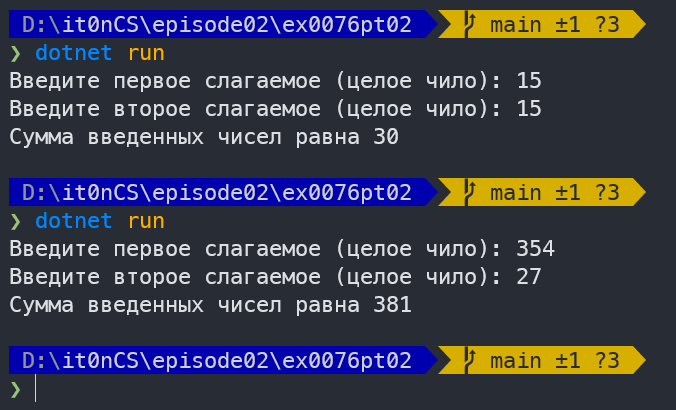 D:\it0nCS\episode02\ex0076pt02 main ±1 ?3
❯ dotnet run
Введите первое слагаемое (целое чило): 15
Введите второе слагаемое (целое чило): 15
Сумма введенных чисел равна 30
D:\it0nCS\episode02\ex0076pt02 main ±1 ?3
❯ dotnet run
Введите первое слагаемое (целое чило): 354
Введите второе слагаемое (целое чило): 27
Сумма введенных чисел равна 381
D:\it0nCS\episode02\ex0076pt02 main ±1 ?3
❯